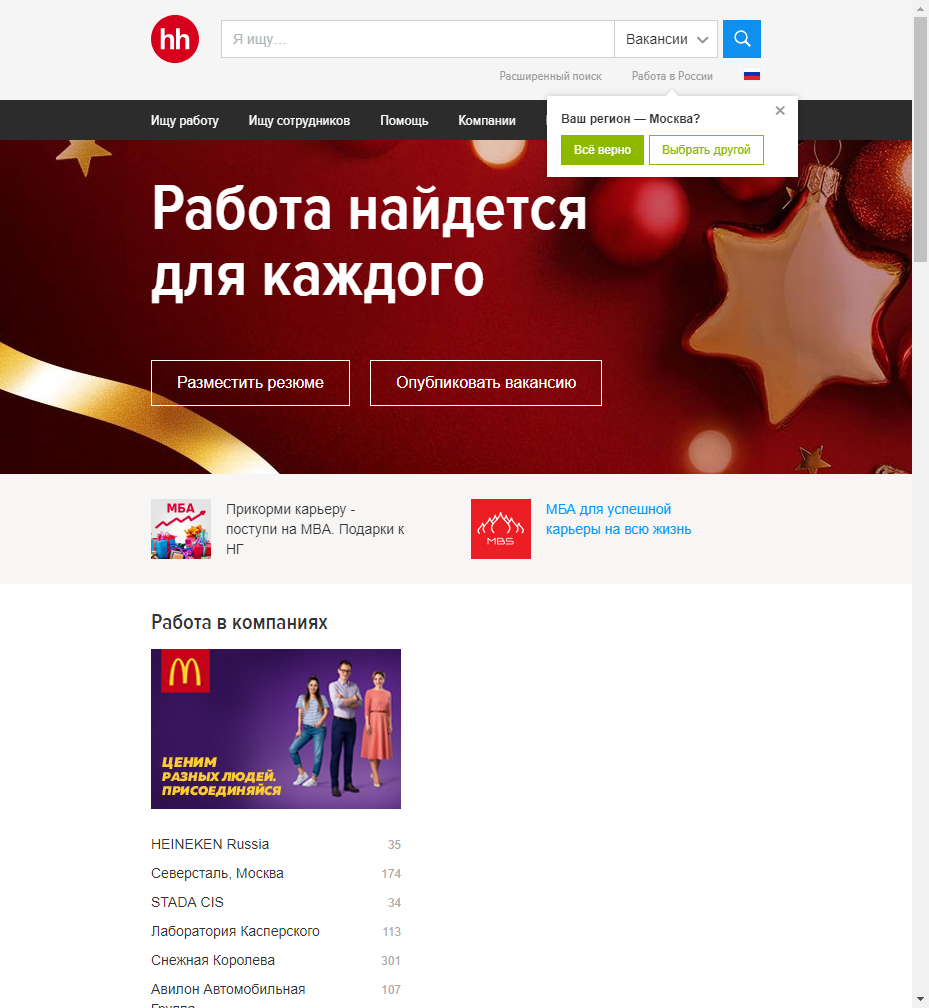 hh
Я ищу...
Вакансии
Расширенный поиск
Работа в России
Ищу работу
Ищу сотрудников
Помощь
Компании
Ваш регион — Москва?
Всё верно
Выбрать другой
Работа найдется
для каждого
Разместить резюме
Опубликовать вакансию
МБА
Прикорми карьеру -
поступи на МВА. Подарки к
НГ
MBS
МБА для успешной
карьеры на всю жизнь
Работа в компаниях
ЦЕНИМ
РАЗНЫХ ЛЮДЕЙ.
ПРИСОЕДИНЯЙСЯ
HEINEKEN Russia 35
Северсталь, Москва 174
STADA CIS 34
Лаборатория Касперского 113
Снежная Королева 301
Авилон Автомобильная 107
Группа